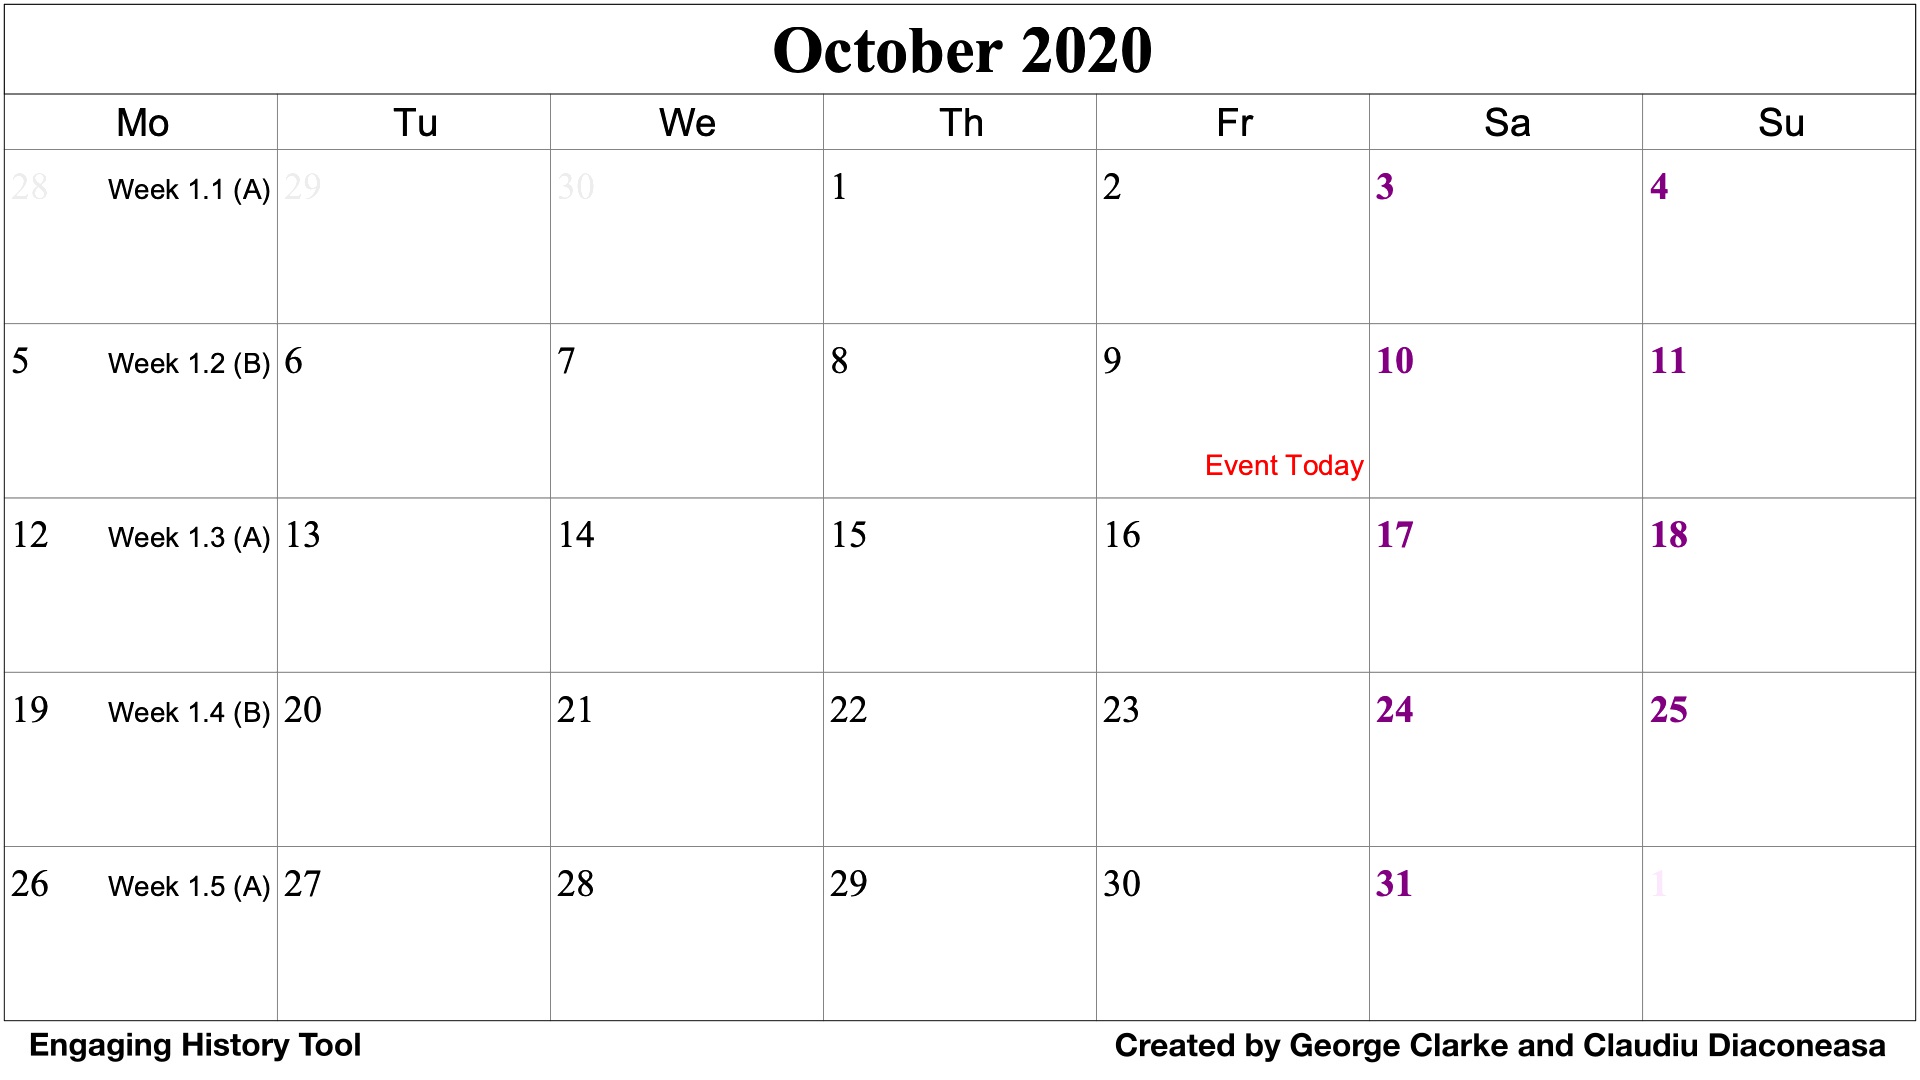 October 2020
Mo Tu We Th Fr Sa Su
28 Week 1.1 (A) 29 30 1 2 3 4
5 Week 1.2 (B) 6 7 8 9 10 11
Event Today
12 Week 1.3 (A) 13 14 15 16 17 18
19 Week 1.4 (B) 20 21 22 23 24 25
26 Week 1.5 (A) 27 28 29 30 31 1
Engaging History Tool Created by George Clarke and Claudiu Diaconeasa